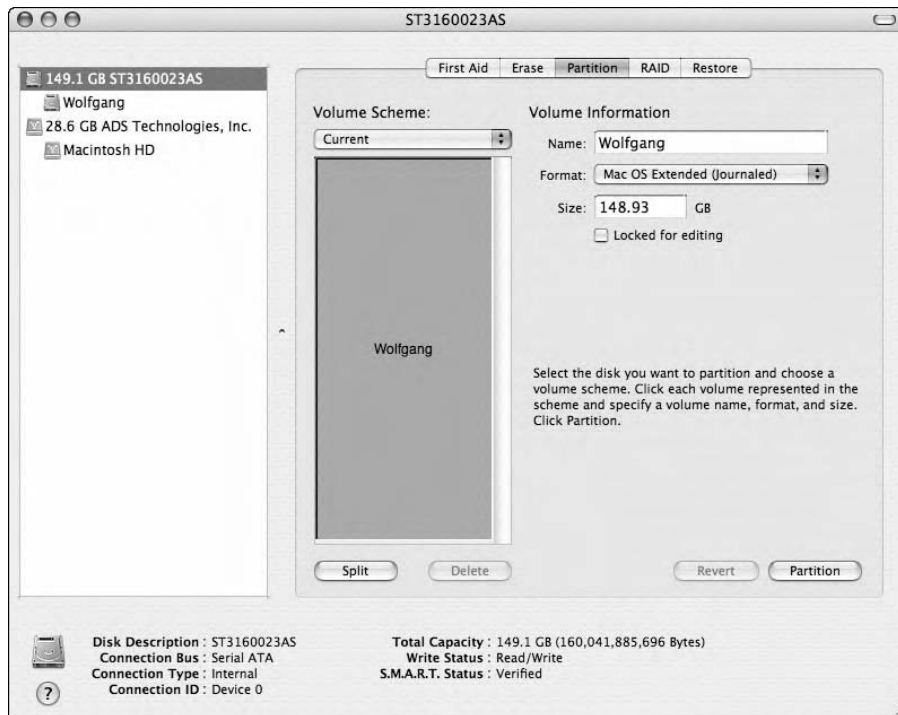 ST3160023AS
149.1 GB ST3160023AS
Wolfgang
28.6 GB ADS Technologies, Inc.
Macintosh HD
First Aid Erase Partition RAID Restore
Volume Scheme:
Current
Wolfgang
Split Delete
Volume Information
Name: Wolfgang
Format: Mac OS Extended (Journaled)
Size: 148.93 GB
Locked for editing
Select the disk you want to partition and choose a
volume scheme. Click each volume represented in the
scheme and specify a volume name, format, and size.
Click Partition.
Revert Partition
Disk Description : ST3160023AS
Connection Bus : Serial ATA
Connection Type : Internal
Connection ID : Device 0
Total Capacity : 149.1 GB (160,041,885,696 Bytes)
Write Status : Read/Write
S.M.A.R.T. Status : Verified
?